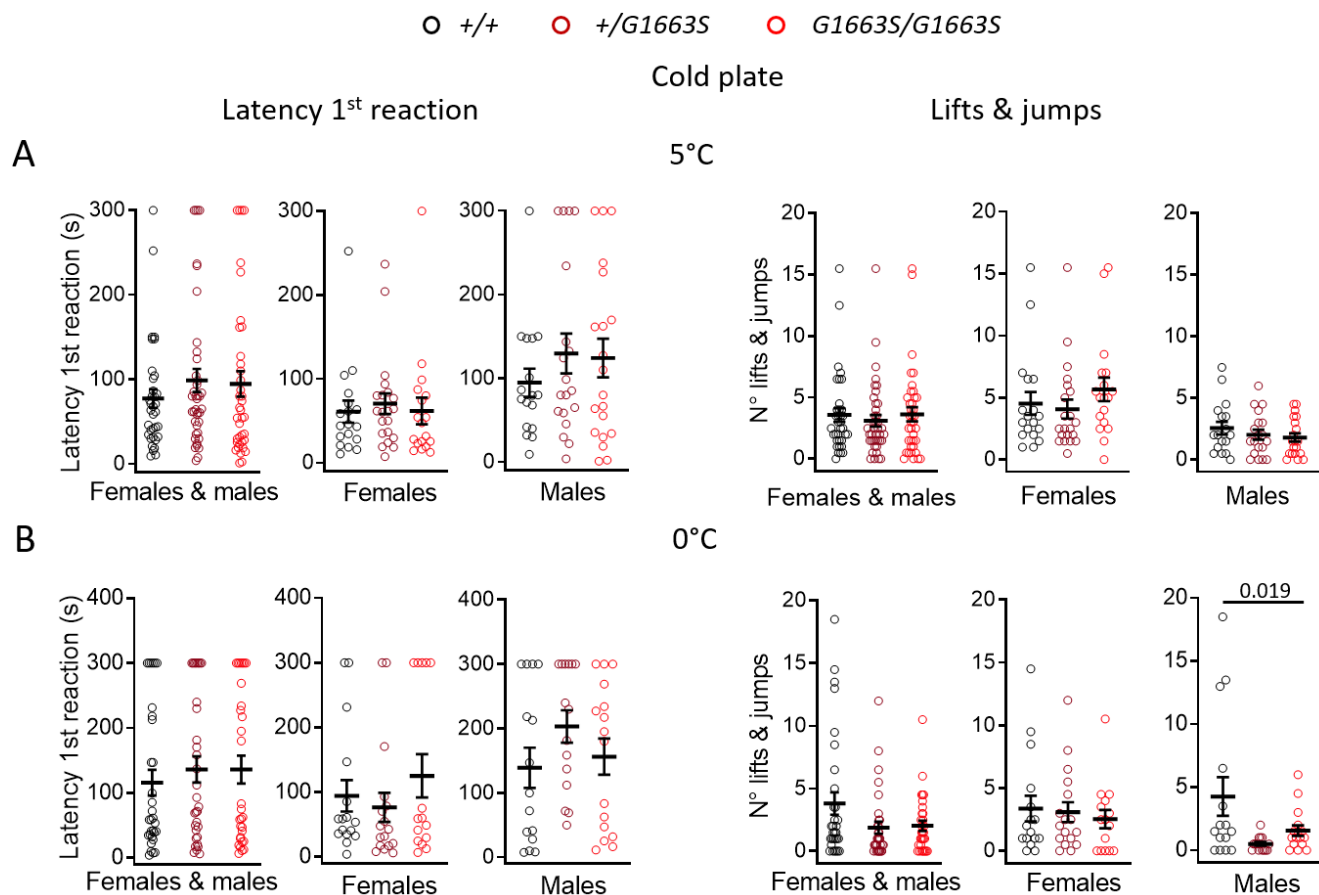 +/+ +/G1663S G1663S/G1663S
Cold plate
Latency 1st reaction Lifts & jumps
A 5°C
Latency 1st reaction (s)
300
200
100
0
Females & males
300
200
100
0
Females
300
200
100
0
Males
N° lifts & jumps
20
15
10
5
0
Females & males
20
15
10
5
0
Females
20
15
10
5
0
Males
B 0°C
Latency 1st reaction (s)
400
300
200
100
0
Females & males
400
300
200
100
0
Females
400
300
200
100
0
Males
N° lifts & jumps
20
15
10
5
0
Females & males
20
15
10
5
0
Females
20
15
10
5
0
0.019
Males